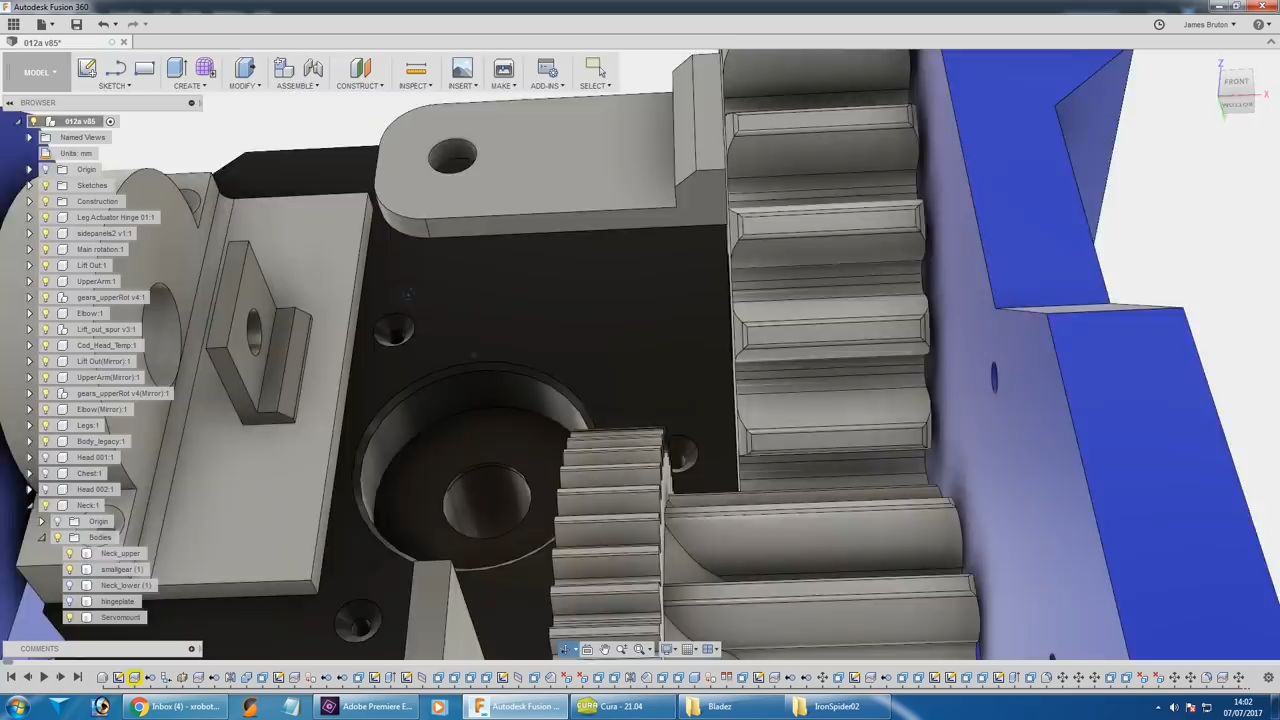 Autodesk Fusion 360
James Bruton
012a v85*
MODEL
SKETCH
CREATE
MODIFY
ASSEMBLE
CONSTRUCT
INSPECT
INSERT
MAKE
ADD-INS
SELECT
BROWSER
012a v85
Named Views
Units: mm
Origin
Sketches
Construction
Leg Actuator Hinge 01:1
sidepanels2 v1:1
Main rotation:1
Lift Out:1
UpperArm:1
gears_upperRot v4:1
Elbow:1
Lift_out_spur v3:1
Cod_Head_Temp:1
Lift Out(Mirror):1
UpperArm(Mirror):1
gears_upperRot v4(Mirror):1
Elbow(Mirror):1
Legs:1
Body_legacy:1
Head 001:1
Chest:1
Head 002:1
Neck:1
Origin
Bodies
Neck_upper
smallgear (1)
Neck_lower (1)
hingeplate
Servomount
COMMENTS
Z
FRONT
BOTTOM
X
Inbox (4) - xrobot...
Adobe Premiere E...
Autodesk Fusion ...
Cura - 21.04
Bladez
IronSpider02
14:02
07/07/2017